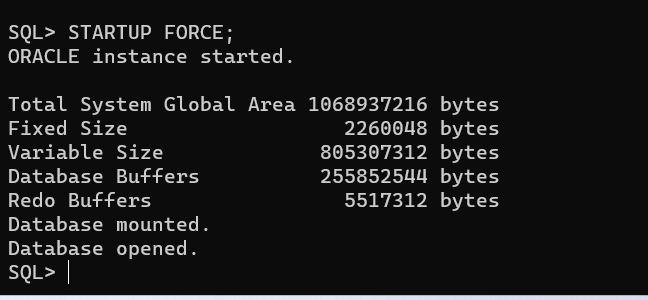 SQL> STARTUP FORCE;
ORACLE instance started.

Total System Global Area 1068937216 bytes
Fixed Size                  2260048 bytes
Variable Size             805307312 bytes
Database Buffers          255852544 bytes
Redo Buffers                5517312 bytes
Database mounted.
Database opened.
SQL>